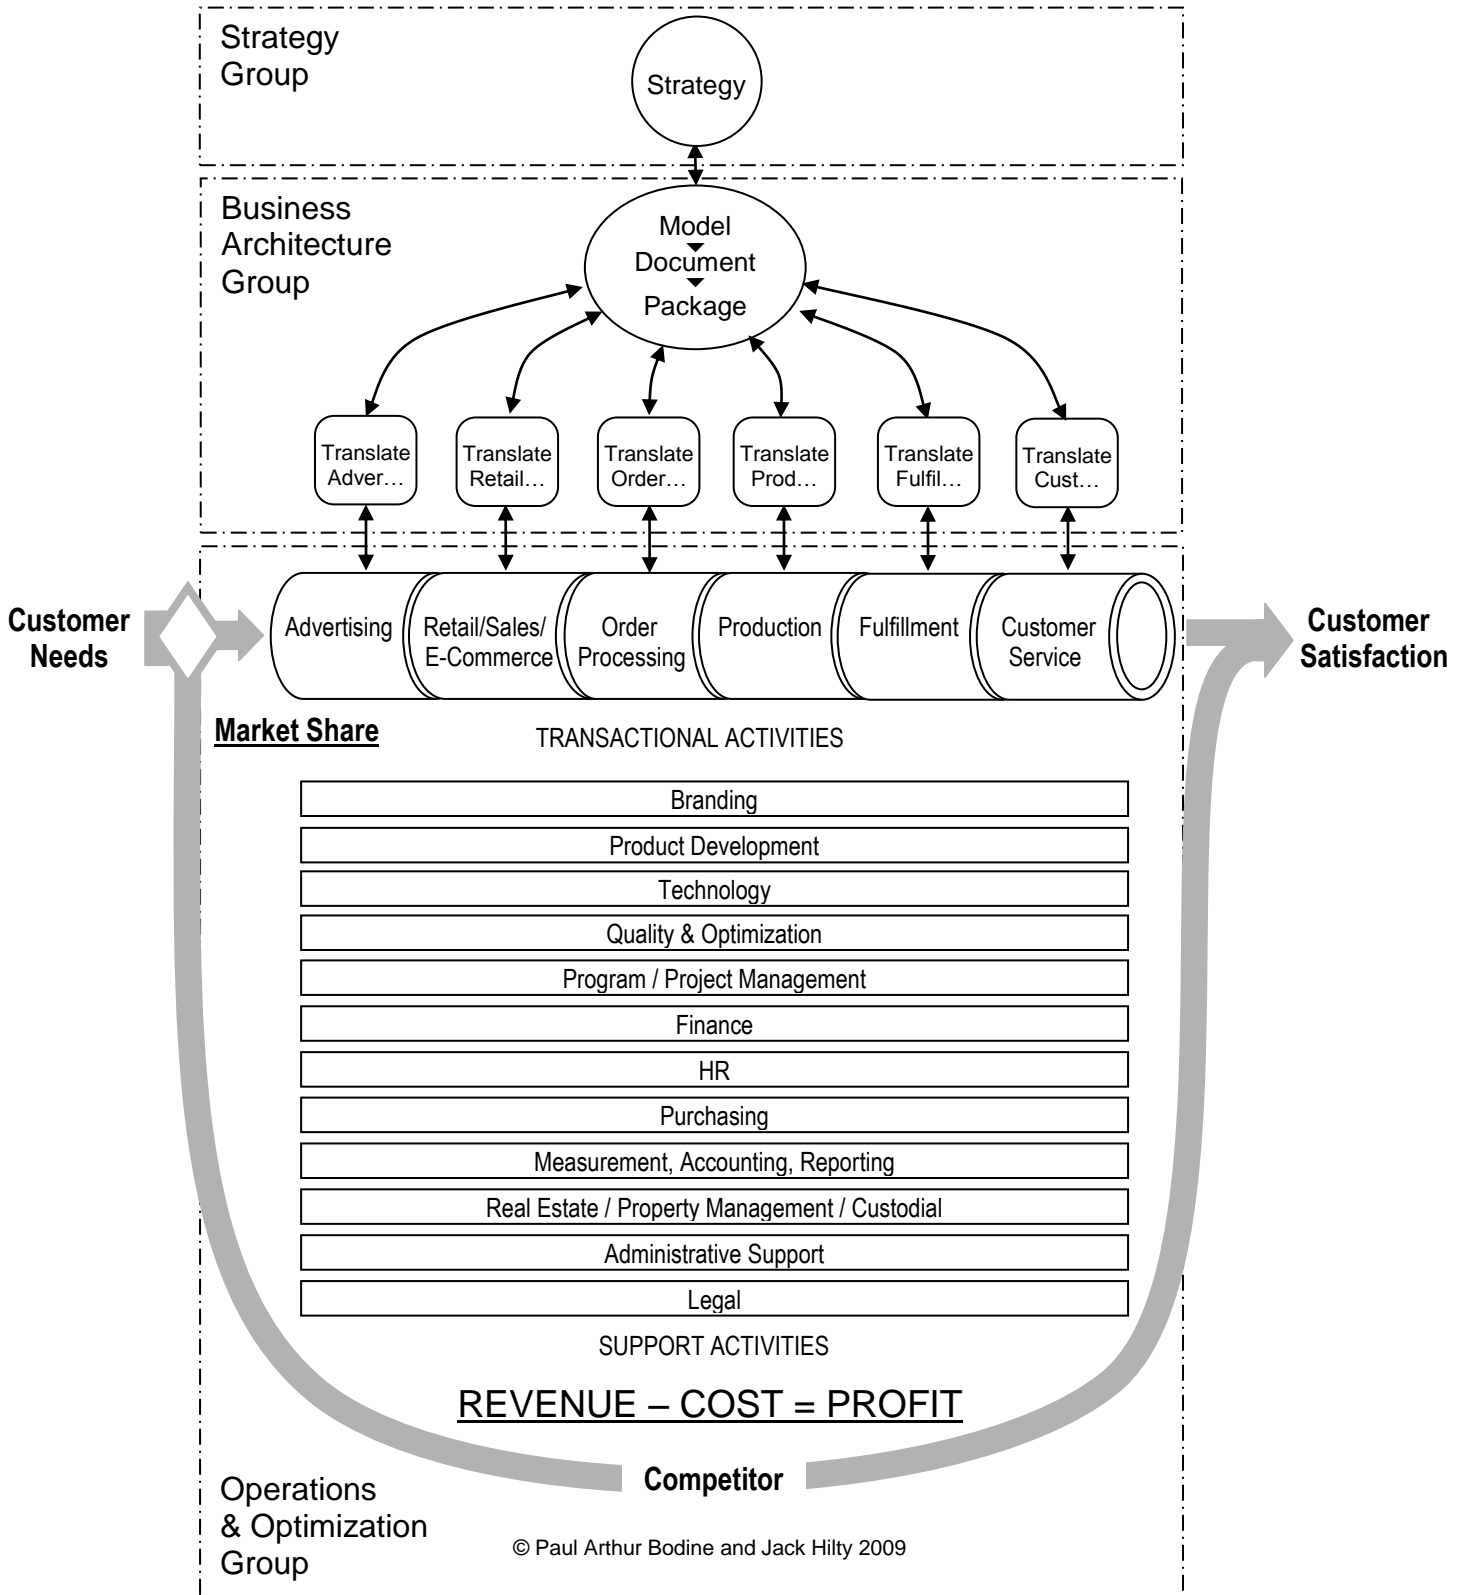 Strategy
Group
Strategy
Business
Architecture
Group
Model
Document
Package
Translate
Adver…
Translate
Retail…
Translate
Order…
Translate
Prod…
Translate
Fulfil…
Translate
Cust…
Customer
Needs
Advertising
Retail/Sales/
E-Commerce
Order
Processing
Production
Fulfillment
Customer
Service
Customer
Satisfaction
Market Share
TRANSACTIONAL ACTIVITIES
Branding
Product Development
Technology
Quality & Optimization
Program / Project Management
Finance
HR
Purchasing
Measurement, Accounting, Reporting
Real Estate / Property Management / Custodial
Administrative Support
Legal
SUPPORT ACTIVITIES
REVENUE – COST = PROFIT
Competitor
Operations
& Optimization
Group
© Paul Arthur Bodine and Jack Hilty 2009